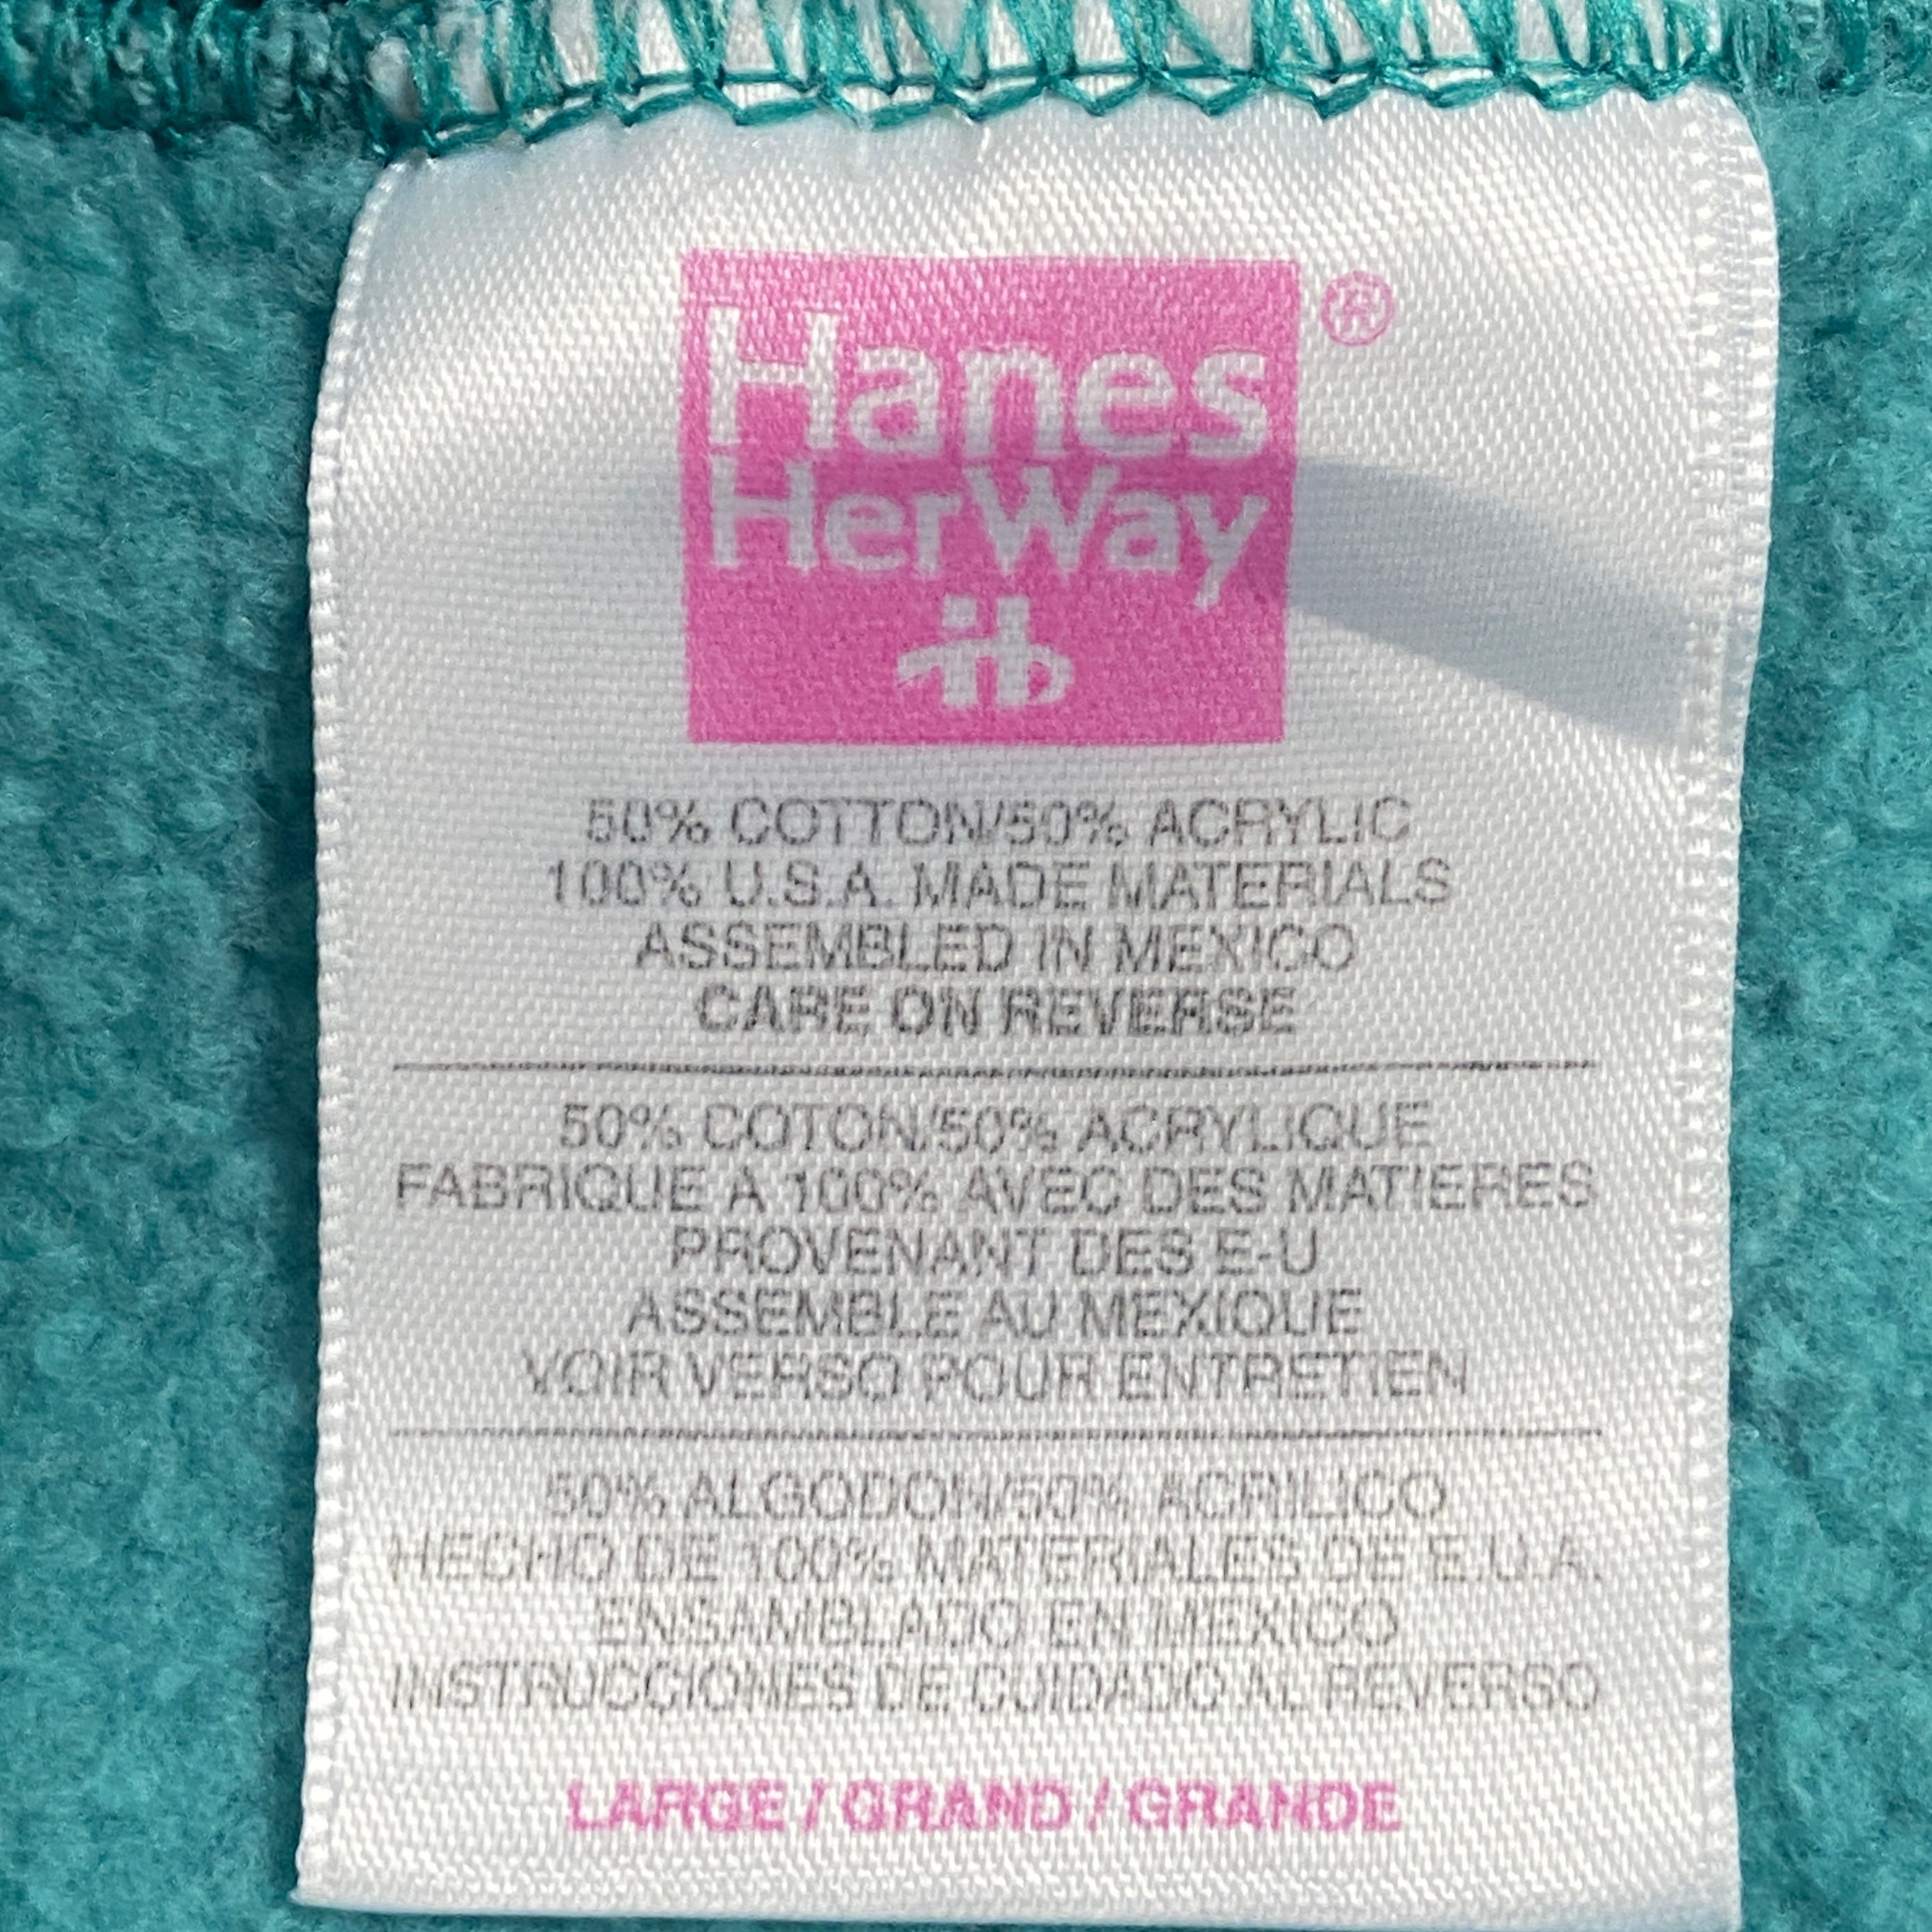 Hanes
HerWay
®
50% COTTON/50% ACRYLIC
100% U.S.A. MADE MATERIALS
ASSEMBLED IN MEXICO
CARE ON REVERSE
50% COTON/50% ACRYLIQUE
FABRIQUE A 100% AVEC DES MATIERES
PROVENANT DES E-U
ASSEMBLE AU MEXIQUE
VOIR VERSO POUR ENTRETIEN
50% ALGODON/50% ACRILICO
HECHO DE 100% MATERIALES DE E.U.A.
ENSAMBLADO EN MEXICO
INSTRUCCIONES DE CUIDADO AL REVERSO
LARGE / GRAND / GRANDE